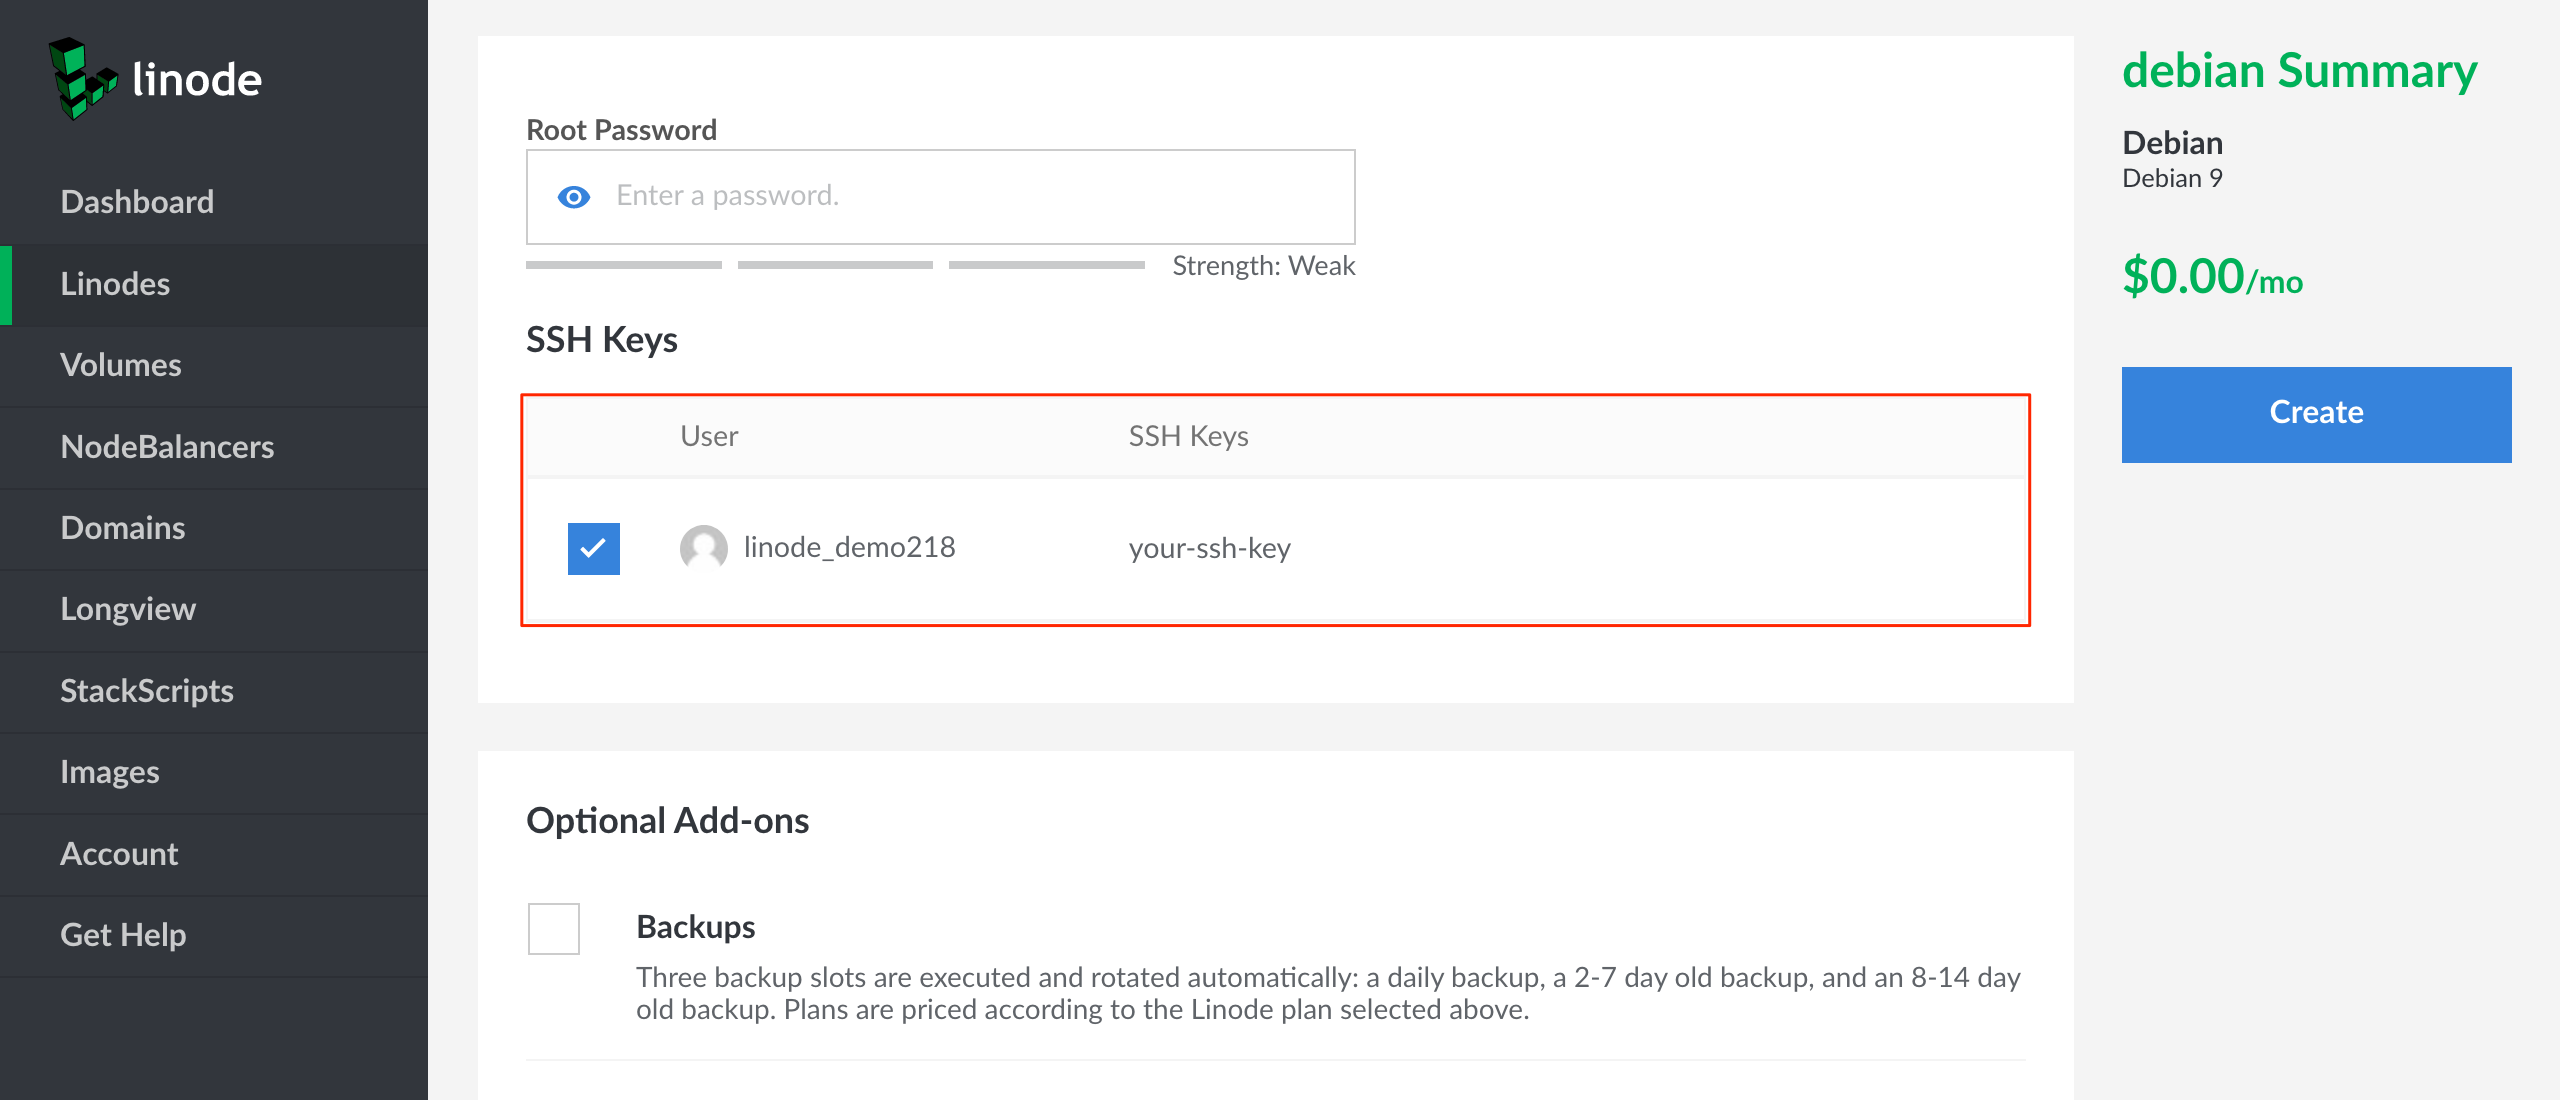 linode
Dashboard
Linodes
Volumes
NodeBalancers
Domains
Longview
StackScripts
Images
Account
Get Help
Root Password
Enter a password.
Strength: Weak
SSH Keys
User SSH Keys
linode_demo218 your-ssh-key
Optional Add-ons
Backups
Three backup slots are executed and rotated automatically: a daily backup, a 2-7 day old backup, and an 8-14 day
old backup. Plans are priced according to the Linode plan selected above.
debian Summary
Debian
Debian 9
$0.00/mo
Create